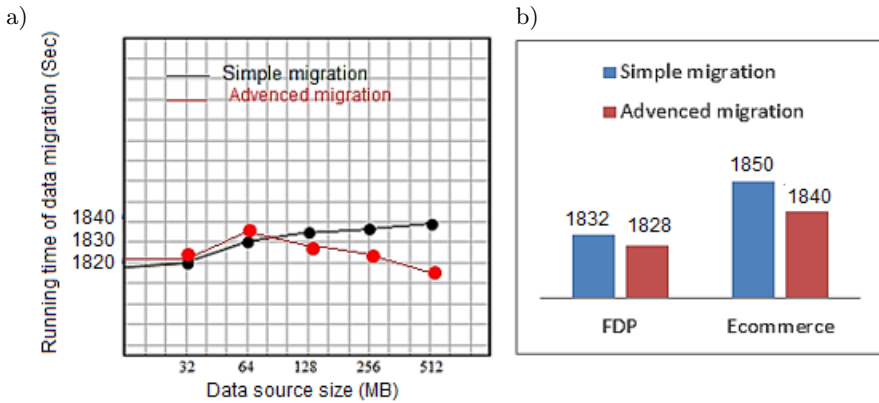 a)
Running time of data migration (Sec)
Simple migration
Advenced migration
1840
1830
1820
32 64 128 256 512
Data source size (MB)
b)
Simple migration
Advenced migration
1832
1828
1850
1840
FDP
Ecommerce